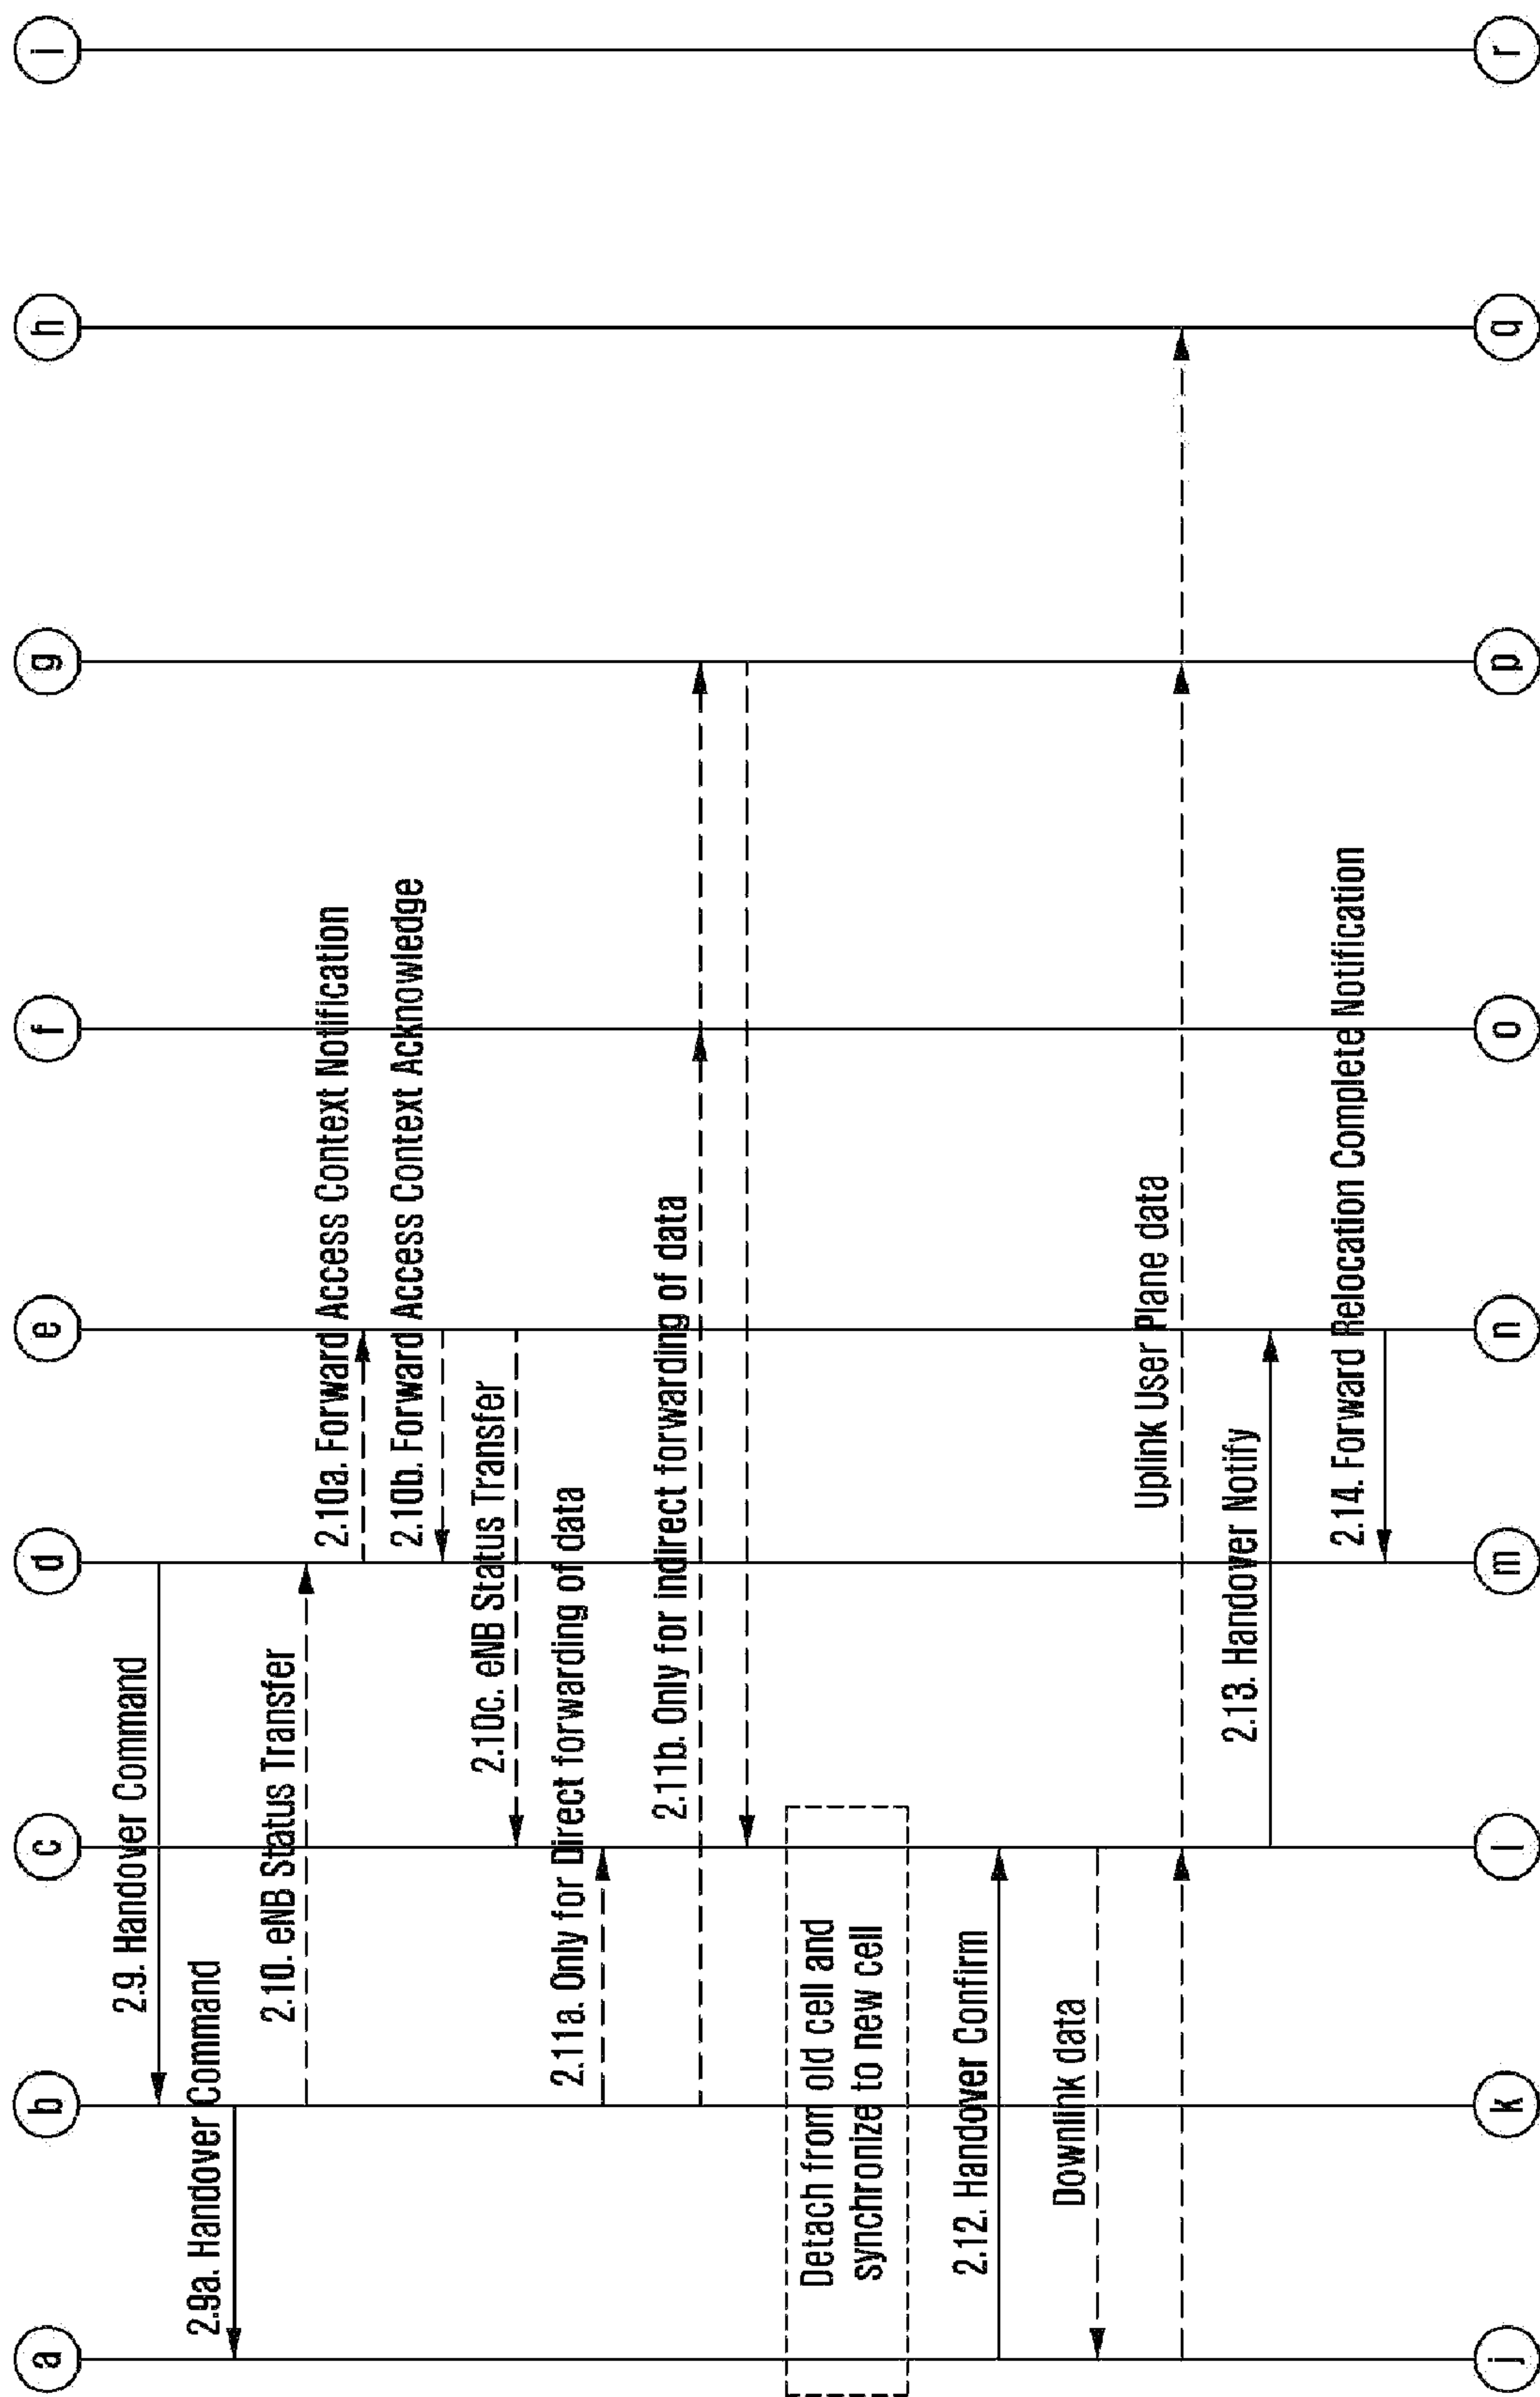 a
b
c
d
e
f
g
h
i
2.9. Handover Command
2.9a. Handover Command
2.10. eNB Status Transfer
2.10a. Forward Access Context Notification
2.10b. Forward Access Context Acknowledge
2.10c. eNB Status Transfer
2.11a. Only for Direct forwarding of data
2.11b. Only for indirect forwarding of data
Detach from old cell and
synchronize to new cell
2.12. Handover Confirm
Downlink data
Uplink User Plane data
2.13. Handover Notify
2.14. Forward Relocation Complete Notification
j
k
l
m
n
o
p
q
r